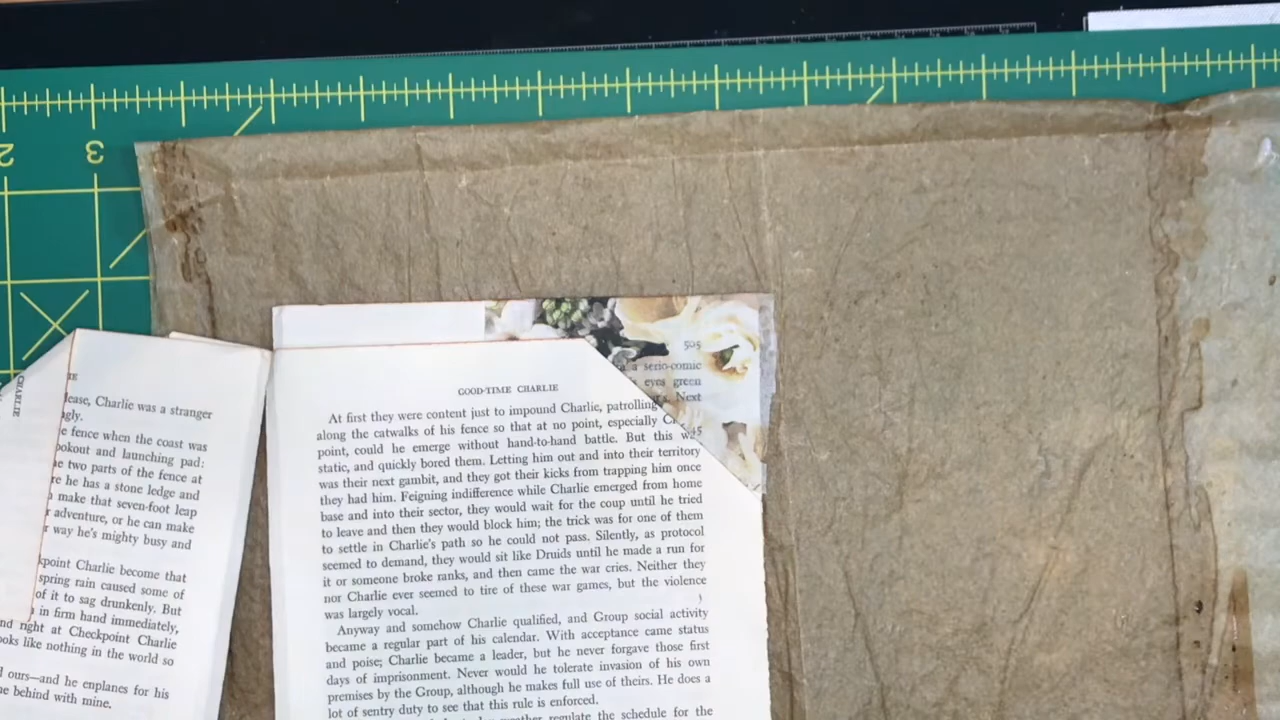 2
3
CHARLIE
lease, Charlie was a stranger
gly.
e fence when the coast was
ookout and launching pad:
e two parts of the fence at
re he has a stone ledge and
make that seven-foot leap
adventure, or he can make
r way he's mighty busy and
kpoint Charlie become that
spring rain caused some of
of it to sag drunkenly. But
in firm hand immediately,
nd right at Checkpoint Charlie
ooks like nothing in the world so
l ours—and he enplanes for his
ne behind with mine.
505
a serio-comic
eyes green
Next
GOOD-TIME CHARLIE
At first they were content just to impound Charlie, patrolling
along the catwalks of his fence so that at no point, especially
point, could he emerge without hand-to-hand battle. But this was
static, and quickly bored them. Letting him out and into their territory
was their next gambit, and they got their kicks from trapping him once
they had him. Feigning indifference while Charlie emerged from home
base and into their sector, they would wait for the coup until he tried
to leave and then they would block him; the trick was for one of them
to settle in Charlie's path so he could not pass. Silently, as protocol
seemed to demand, they would sit like Druids until he made a run for
it or someone broke ranks, and then came the war cries. Neither they
nor Charlie ever seemed to tire of these war games, but the violence
was largely vocal.
Anyway and somehow Charlie qualified, and Group social activity
became a regular part of his calendar. With acceptance came status
and poise; Charlie became a leader, but he never forgave those first
days of imprisonment. Never would he tolerate invasion of his own
premises by the Group, although he makes full use of theirs. He does a
lot of sentry duty to see that this rule is enforced.
regulate the schedule for the